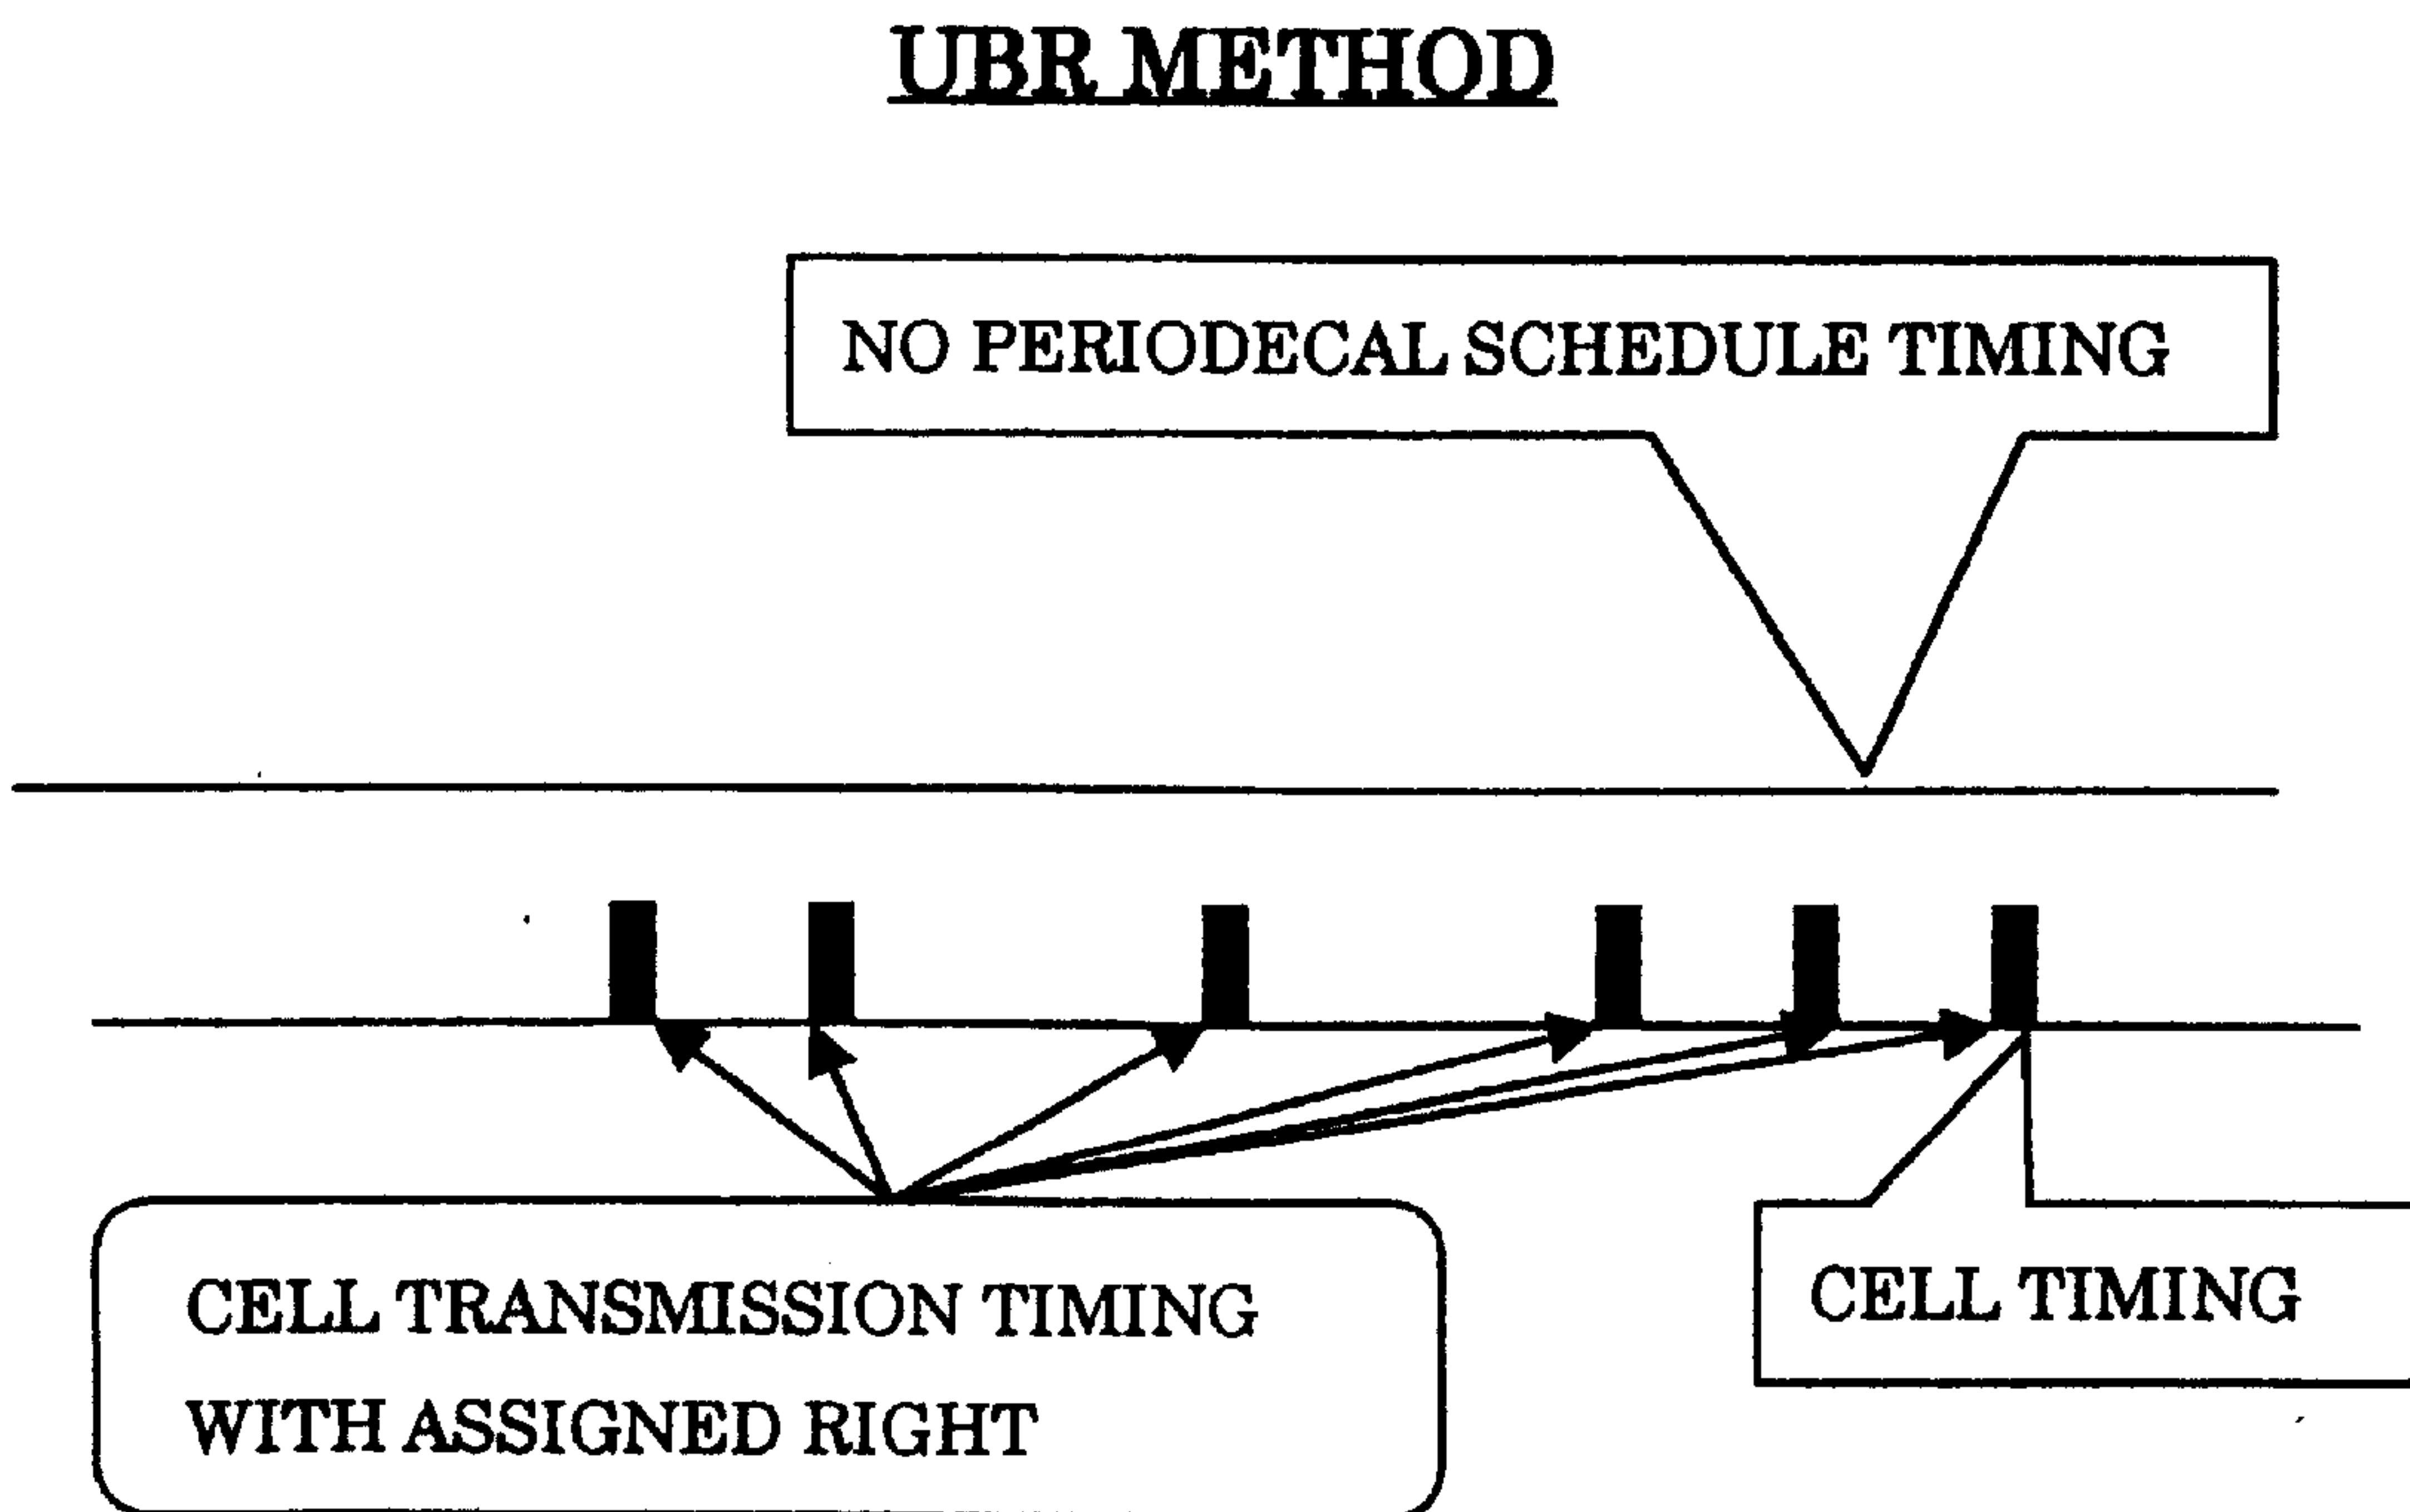 UBR METHOD
NO PERIODECAL SCHEDULE TIMING
CELL TRANSMISSION TIMING
WITH ASSIGNED RIGHT
CELL TIMING